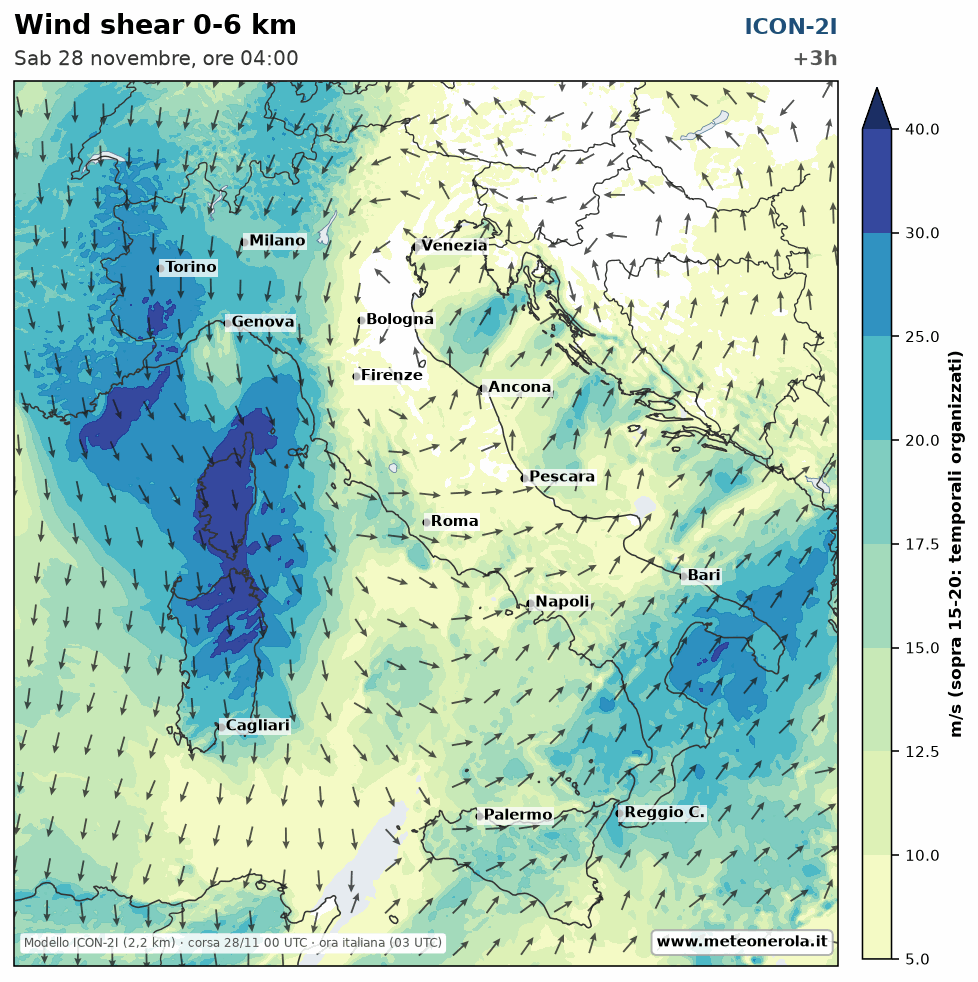 Wind shear 0-6 km
ICON-2I
Sab 28 novembre, ore 04:00
+3h
Milano
Venezia
Torino
Genova
Bologna
Firenze
Ancona
Pescara
Roma
Bari
Napoli
Cagliari
Palermo
Reggio C.
Modello ICON-2I (2,2 km) · corsa 28/11 00 UTC · ora italiana (03 UTC)
www.meteonerola.it
40.0
30.0
25.0
20.0
17.5
15.0
12.5
10.0
5.0
m/s (sopra 15-20: temporali organizzati)